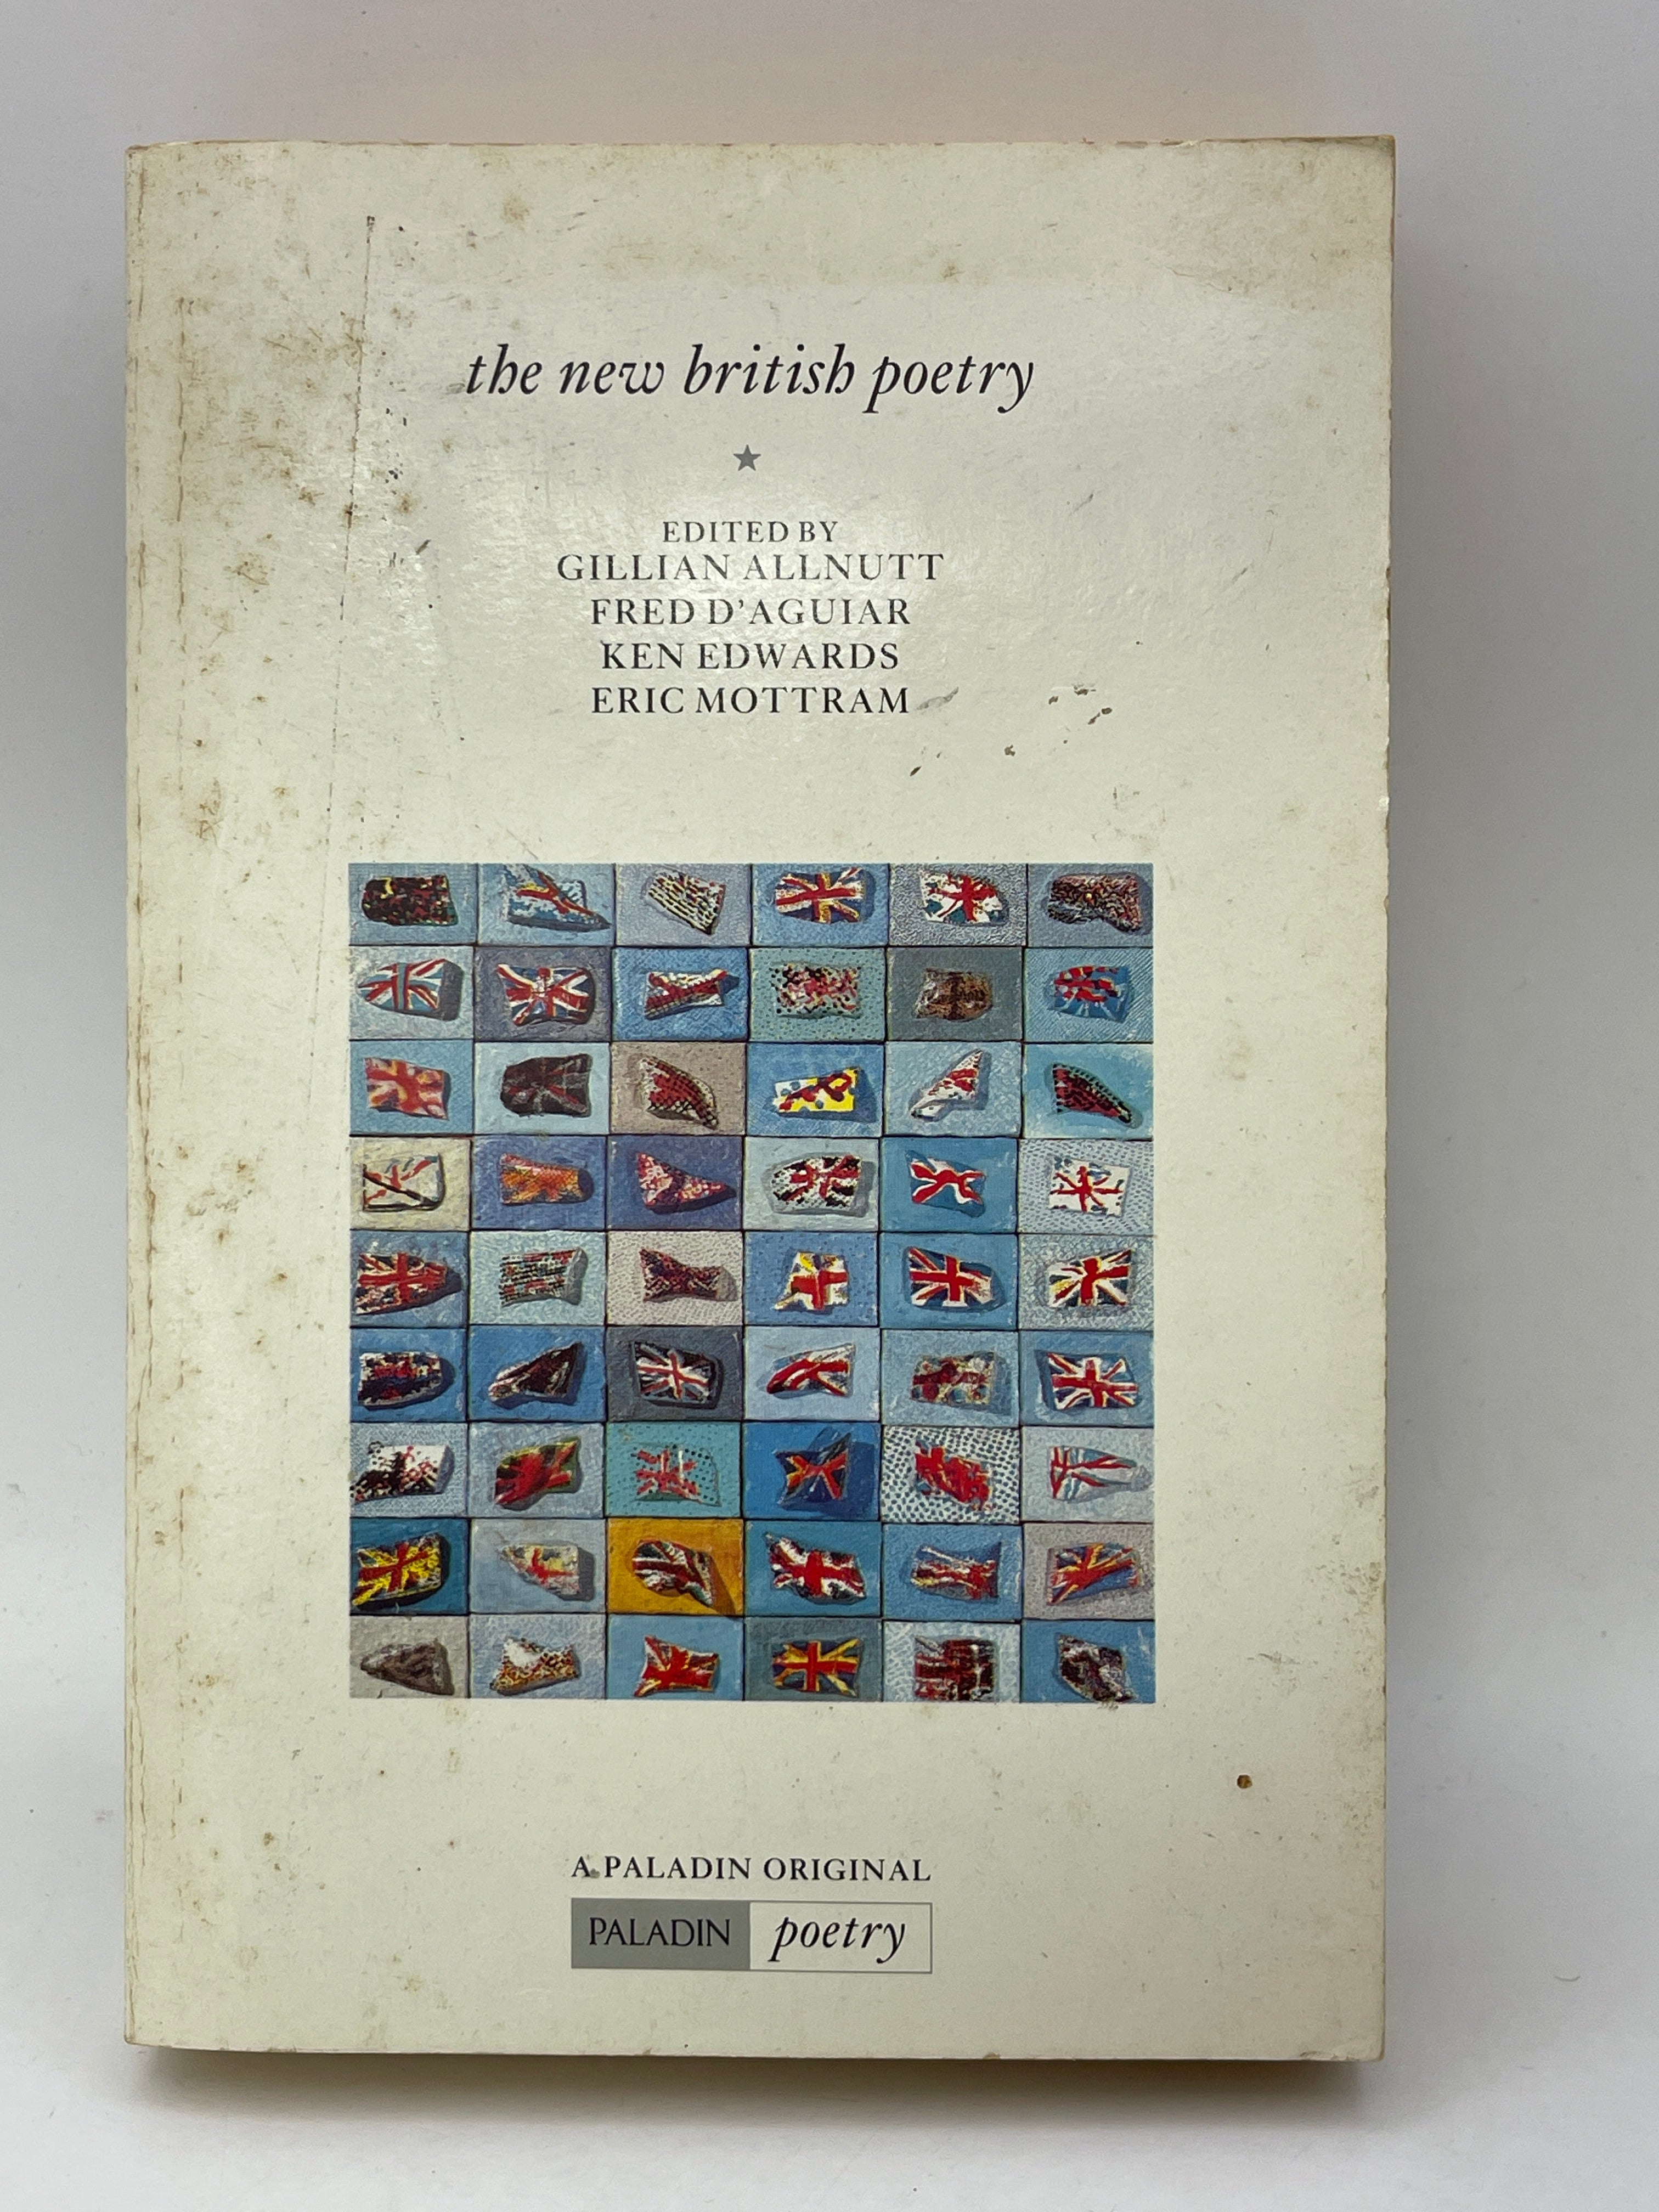 the new british poetry
EDITED BY
GILLIAN ALLNUTT
FRED D'AGUIAR
KEN EDWARDS
ERIC MOTTRAM
A PALADIN ORIGINAL
PALADIN poetry